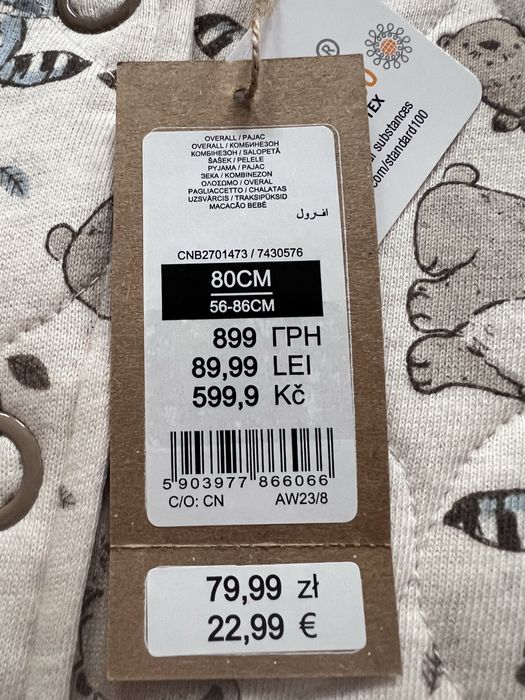 ®
TEX
substances
com/standard100
OVERALL / PAJAC
OVERALL / КОМБИНЕЗОН
КОМБІНЕЗОН / SALOPETĂ
ŠAŠEK / PELELE
PYJAMA / PAJAC
ЗЕКА / KOMBINEZON
ΟΛΟΣΩΜΟ / OVERAL
PAGLIACCETTO / CHALATAS
UZSVĀRCIS / TRAKSIPÜKSID
MACACÃO BEBÉ
افرول
CNB2701473 / 7430576
80CM
56-86CM
899 ГРН
89,99 LEI
599,9 Kč
5 903977 866066
C/O: CN AW23/8
79,99 zł
22,99 €